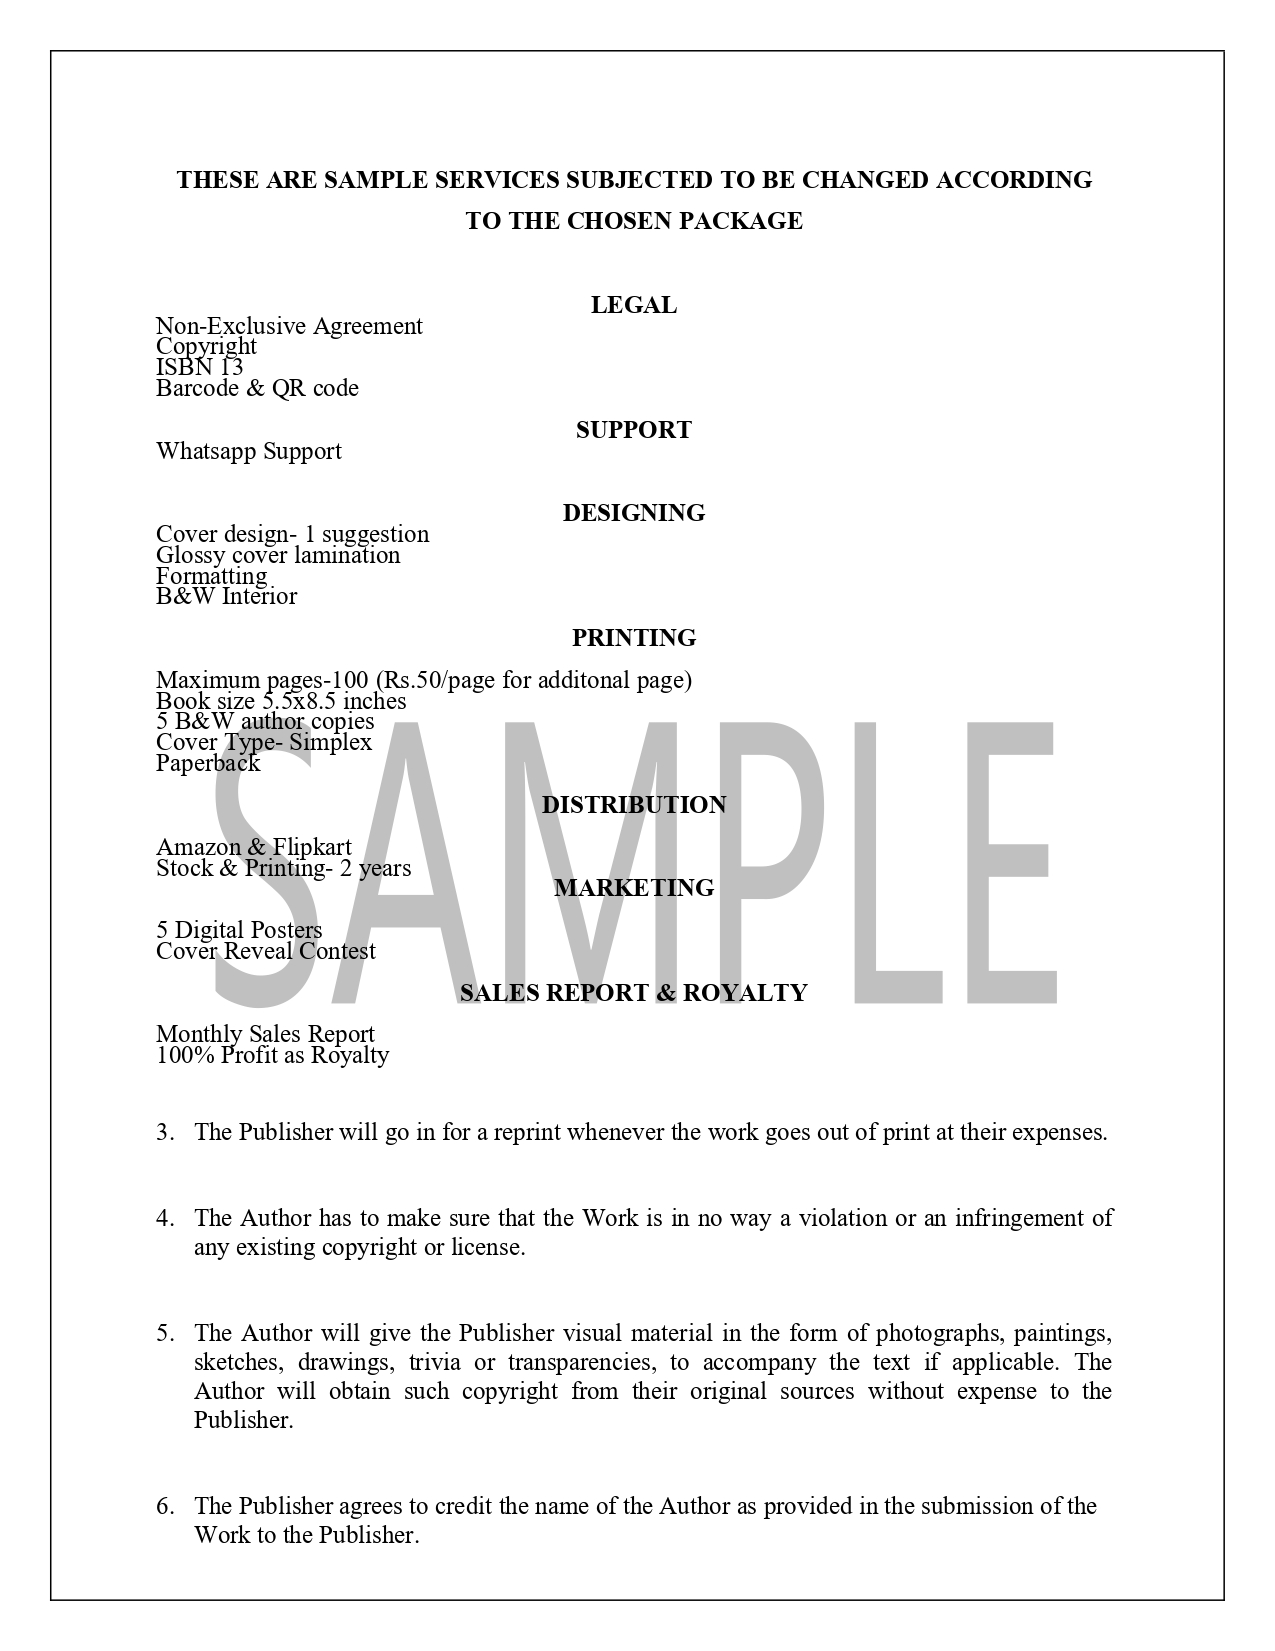 THESE ARE SAMPLE SERVICES SUBJECTED TO BE CHANGED ACCORDING
TO THE CHOSEN PACKAGE
LEGAL
Non-Exclusive Agreement
Copyright
ISBN 13
Barcode & QR code
SUPPORT
Whatsapp Support
DESIGNING
Cover design- 1 suggestion
Glossy cover lamination
Formatting
B&W Interior
PRINTING
Maximum pages-100 (Rs.50/page for additonal page)
Book size 5.5x8.5 inches
5 B&W author copies
Cover Type- Simplex
Paperback
SAMPLE
DISTRIBUTION
Amazon & Flipkart
Stock & Printing- 2 years
MARKETING
5 Digital Posters
Cover Reveal Contest
SALES REPORT & ROYALTY
Monthly Sales Report
100% Profit as Royalty
3. The Publisher will go in for a reprint whenever the work goes out of print at their expenses.
4. The Author has to make sure that the Work is in no way a violation or an infringement of
any existing copyright or license.
5. The Author will give the Publisher visual material in the form of photographs, paintings,
sketches, drawings, trivia or transparencies, to accompany the text if applicable. The
Author will obtain such copyright from their original sources without expense to the
Publisher.
6. The Publisher agrees to credit the name of the Author as provided in the submission of the
Work to the Publisher.